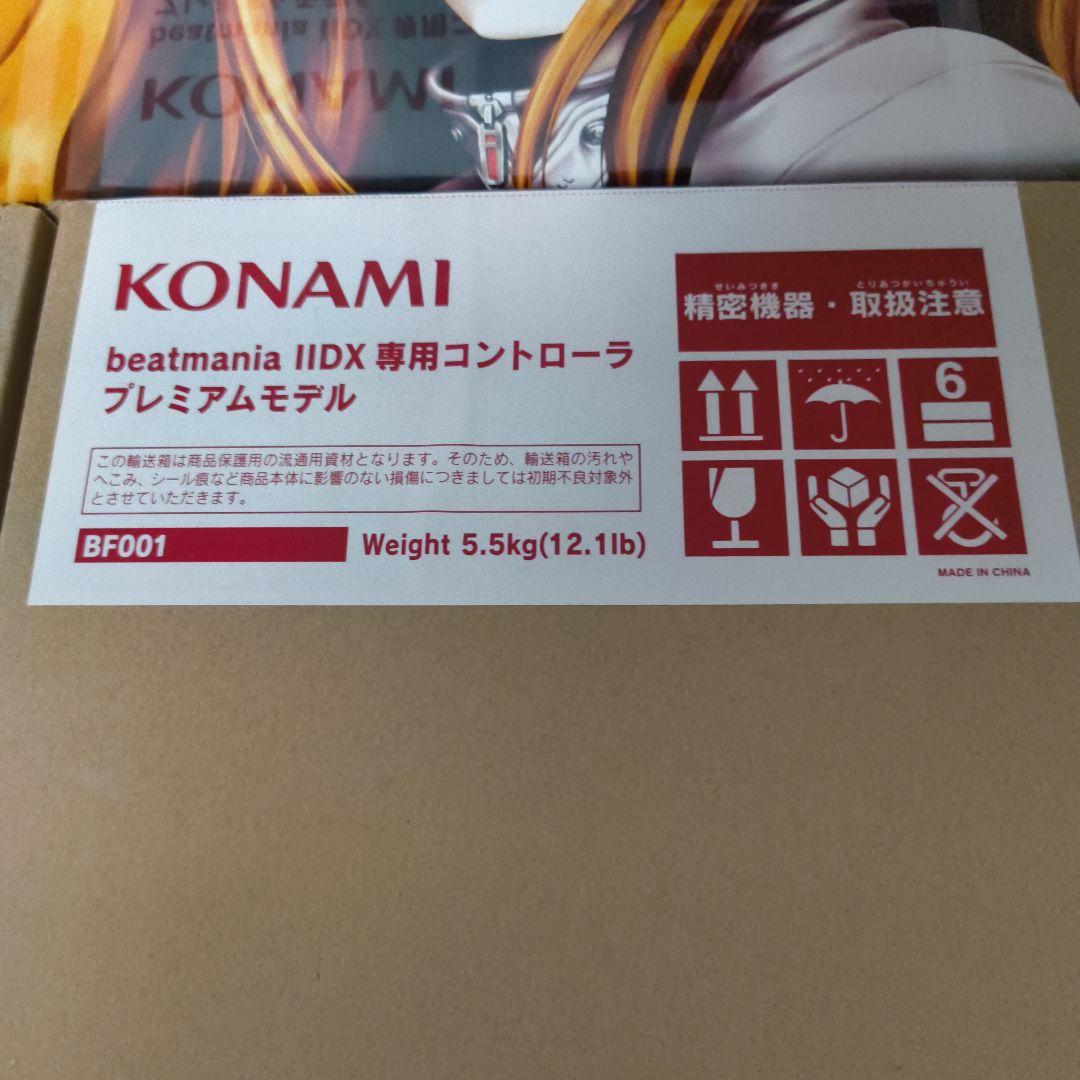 KONAMI
beatmania IIDX 専用コントローラ
プレミアムモデル
この輸送箱は商品保護用の流通用資材となります。そのため、輸送箱の汚れや
へこみ、シール痕など商品本体に影響のない損傷につきましては初期不良対象外
とさせていただきます。
BF001
Weight 5.5kg(12.1lb)
せいみつきき とりあつかいちゅうい
精密機器・取扱注意
6
MADE IN CHINA